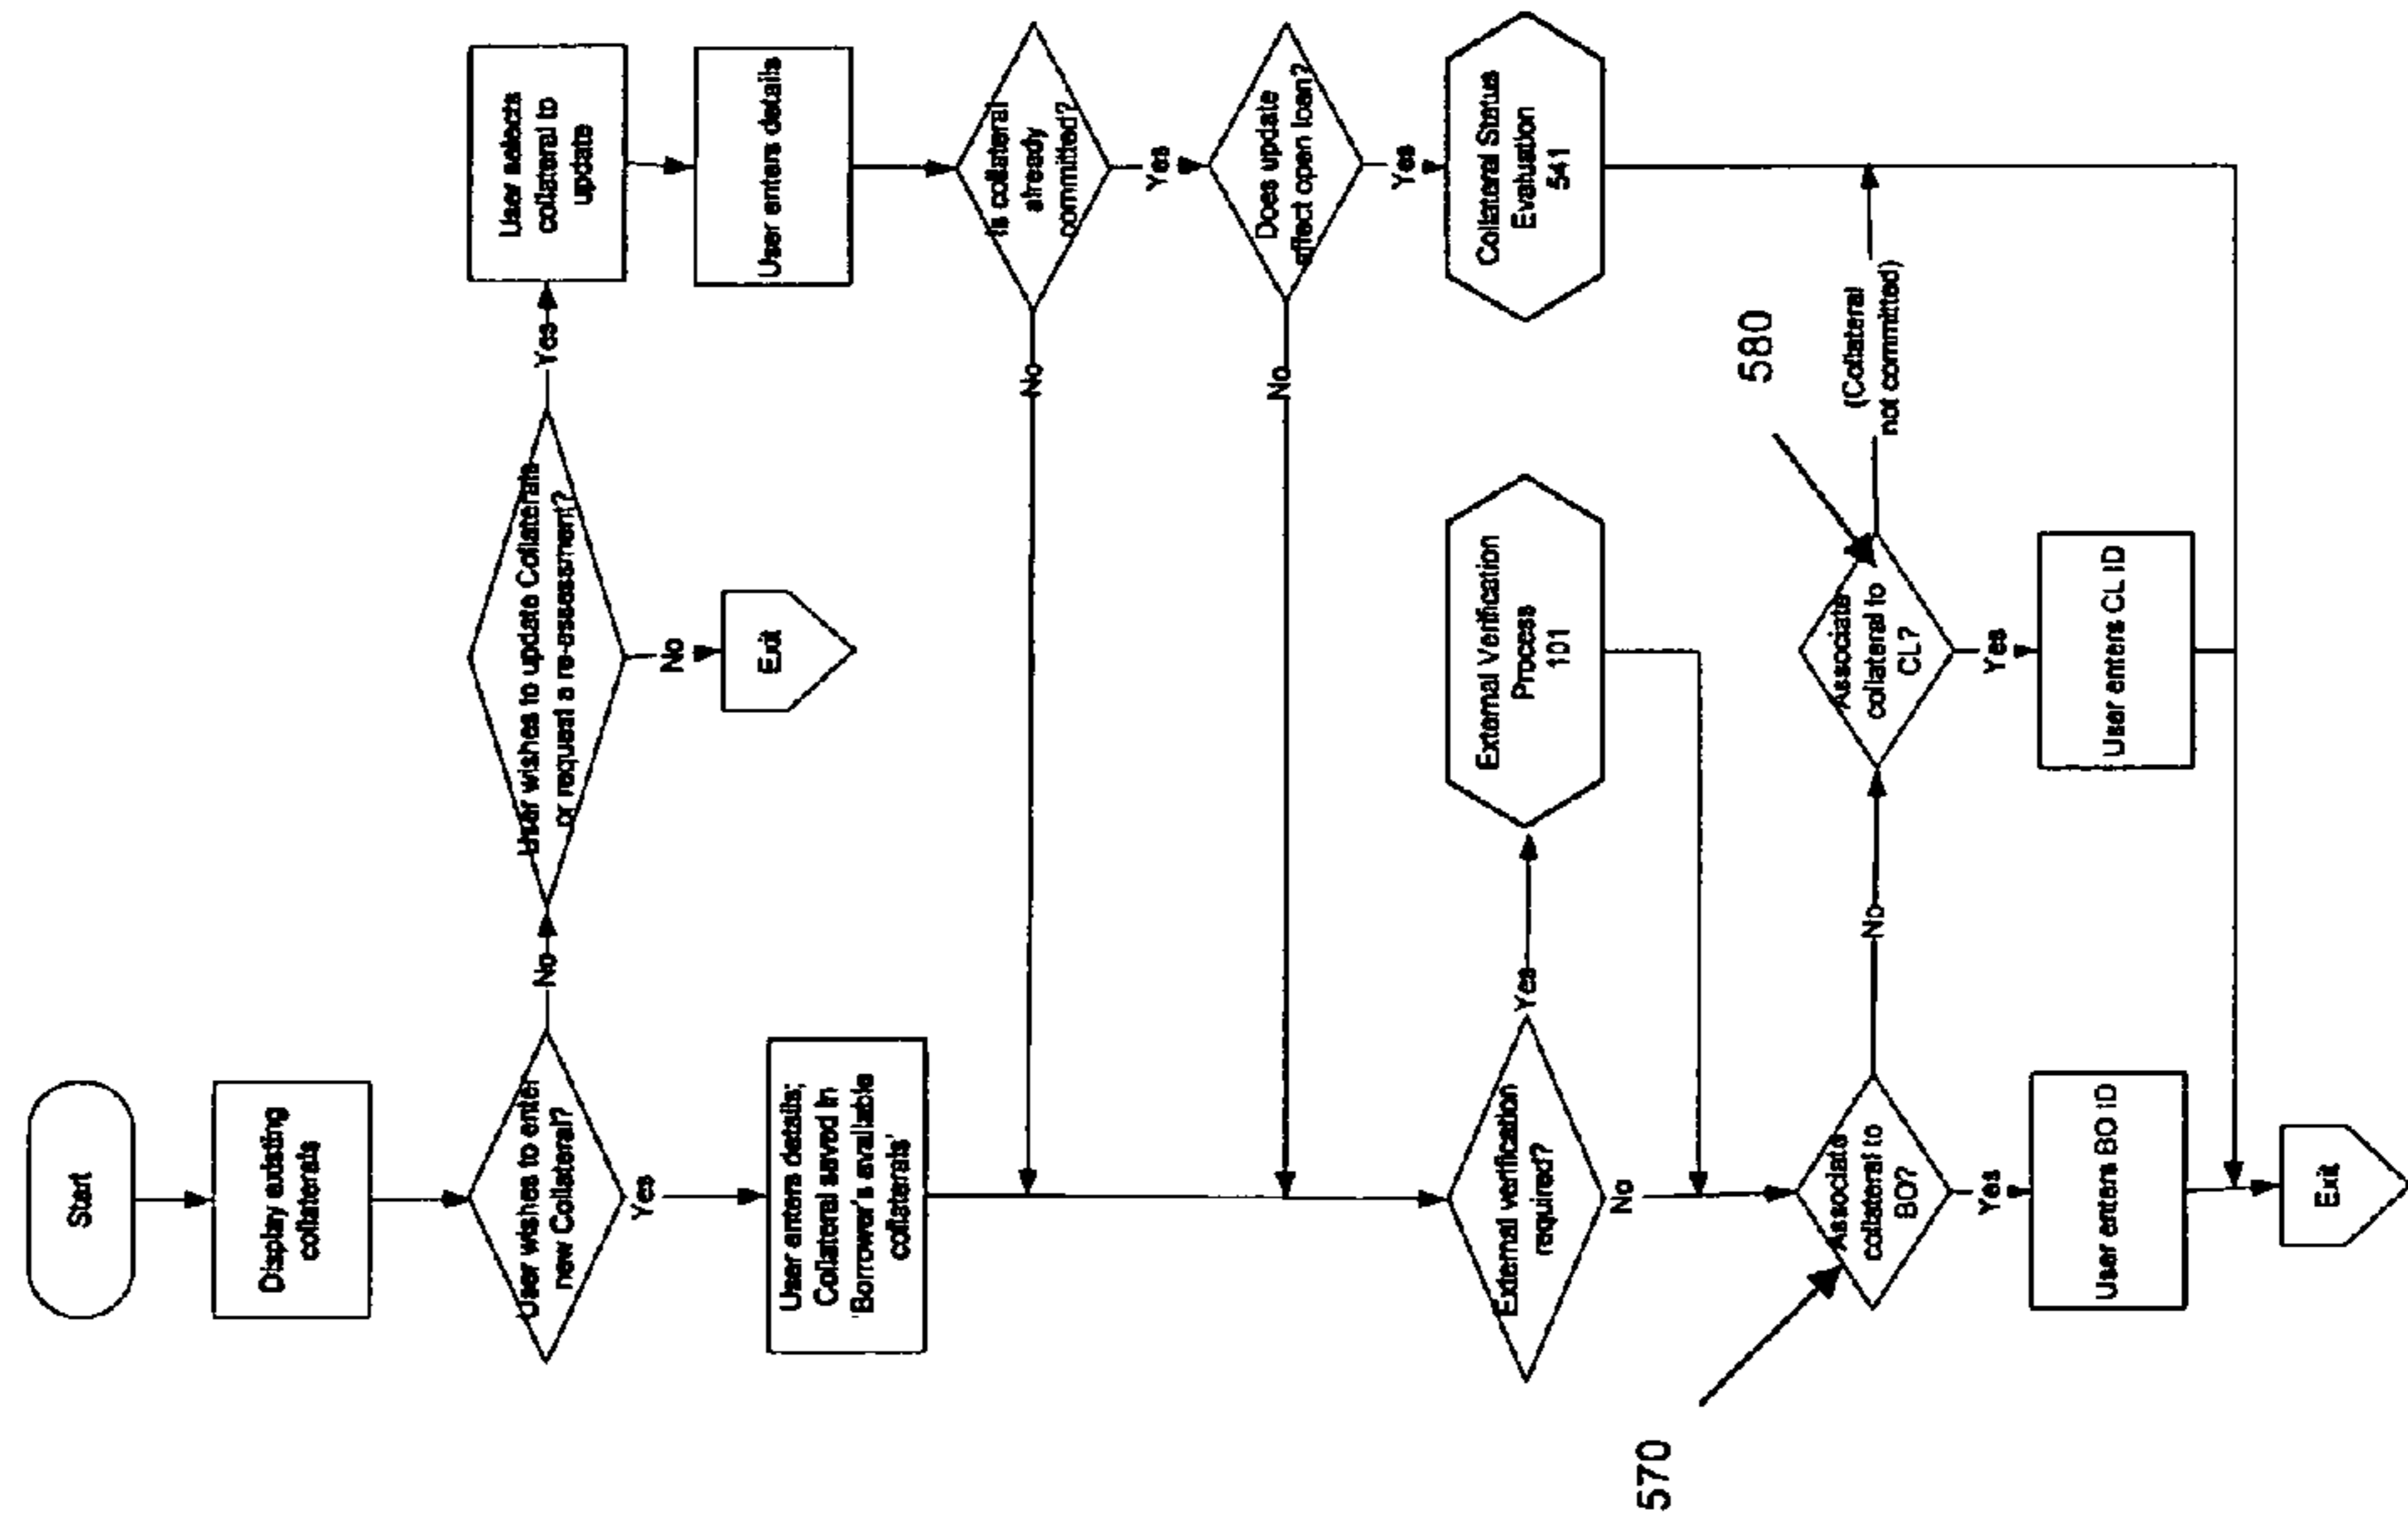 Start
Display existing
collaterals
User wishes to enter
new Collateral?
No
Yes
User wishes to update Collaterals
or request a re-assessment?
Yes
No
Exit
User selects
collateral to
update
User enters details
User enters details;
Collateral saved in
'Borrower's available
collaterals'
Is collateral
already
committed?
No
Yes
Does update
affect open loan?
No
Yes
Collateral Status
Evaluation
541
External verification
required?
Yes
No
External Verification
Process
101
570
Associate
collateral to
BO?
No
Yes
580
Associate
collateral to
CL?
(Collateral
not committed)
Yes
User enters BO ID
User enters CL ID
Exit